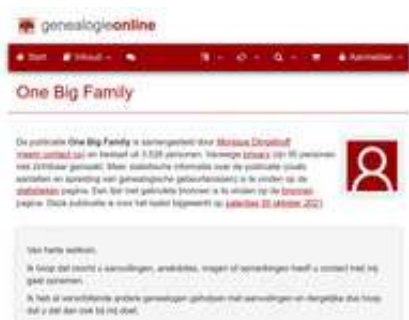 genealogieonline
Start Inhoud
Aanmelden
One Big Family
De publicatie One Big Family is samengesteld door Monique Dingelhoff
(neem contact op) en bestaat uit 3.528 personen. Vanwege privacy zijn 95 personen
niet zichtbaar gemaakt. Meer statistische informatie over de publicatie (zoals
aantallen en spreiding van genealogische gebeurtenissen) is te vinden op de
statistieken pagina. Een lijst met gebruikte bronnen is te vinden op de bronnen
pagina. Deze publicatie is voor het laatst bijgewerkt op zaterdag 30 oktober 2021
Van harte welkom,
Ik hoop dat mocht u aanvullingen, anekdotes, vragen of opmerkingen heeft u contact met mij
gaat opnemen.
Ik heb al verschillende andere genealogen geholpen met aanvullingen en dergelijke dus hoop
dat u dat dan ook bij mij doet.